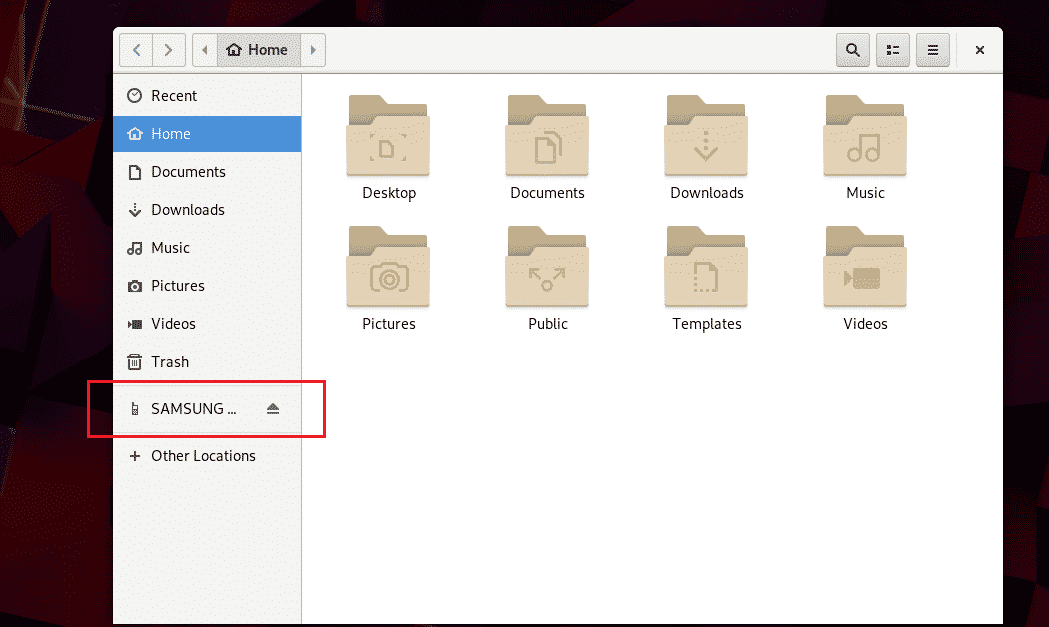 Home
Recent
Home
Documents
Downloads
Music
Pictures
Videos
Trash
SAMSUNG ...
Other Locations
Desktop
Documents
Downloads
Music
Pictures
Public
Templates
Videos